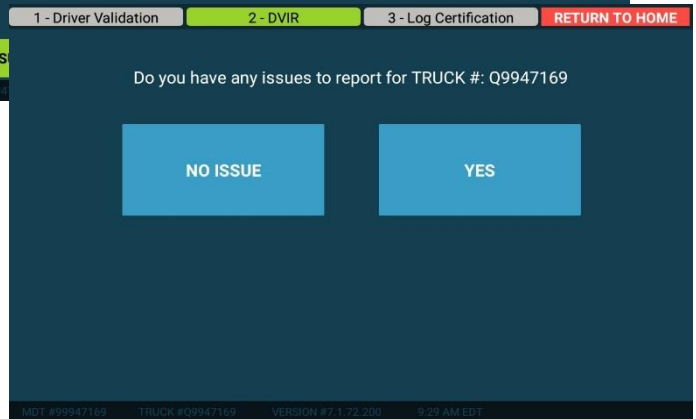 1 - Driver Validation 2 - DVIR 3 - Log Certification RETURN TO HOME
Do you have any issues to report for TRUCK #: Q9947169
NO ISSUE YES
MDT #99947169 TRUCK #Q9947169 VERSION #7.1.72.200 9:29 AM EDT